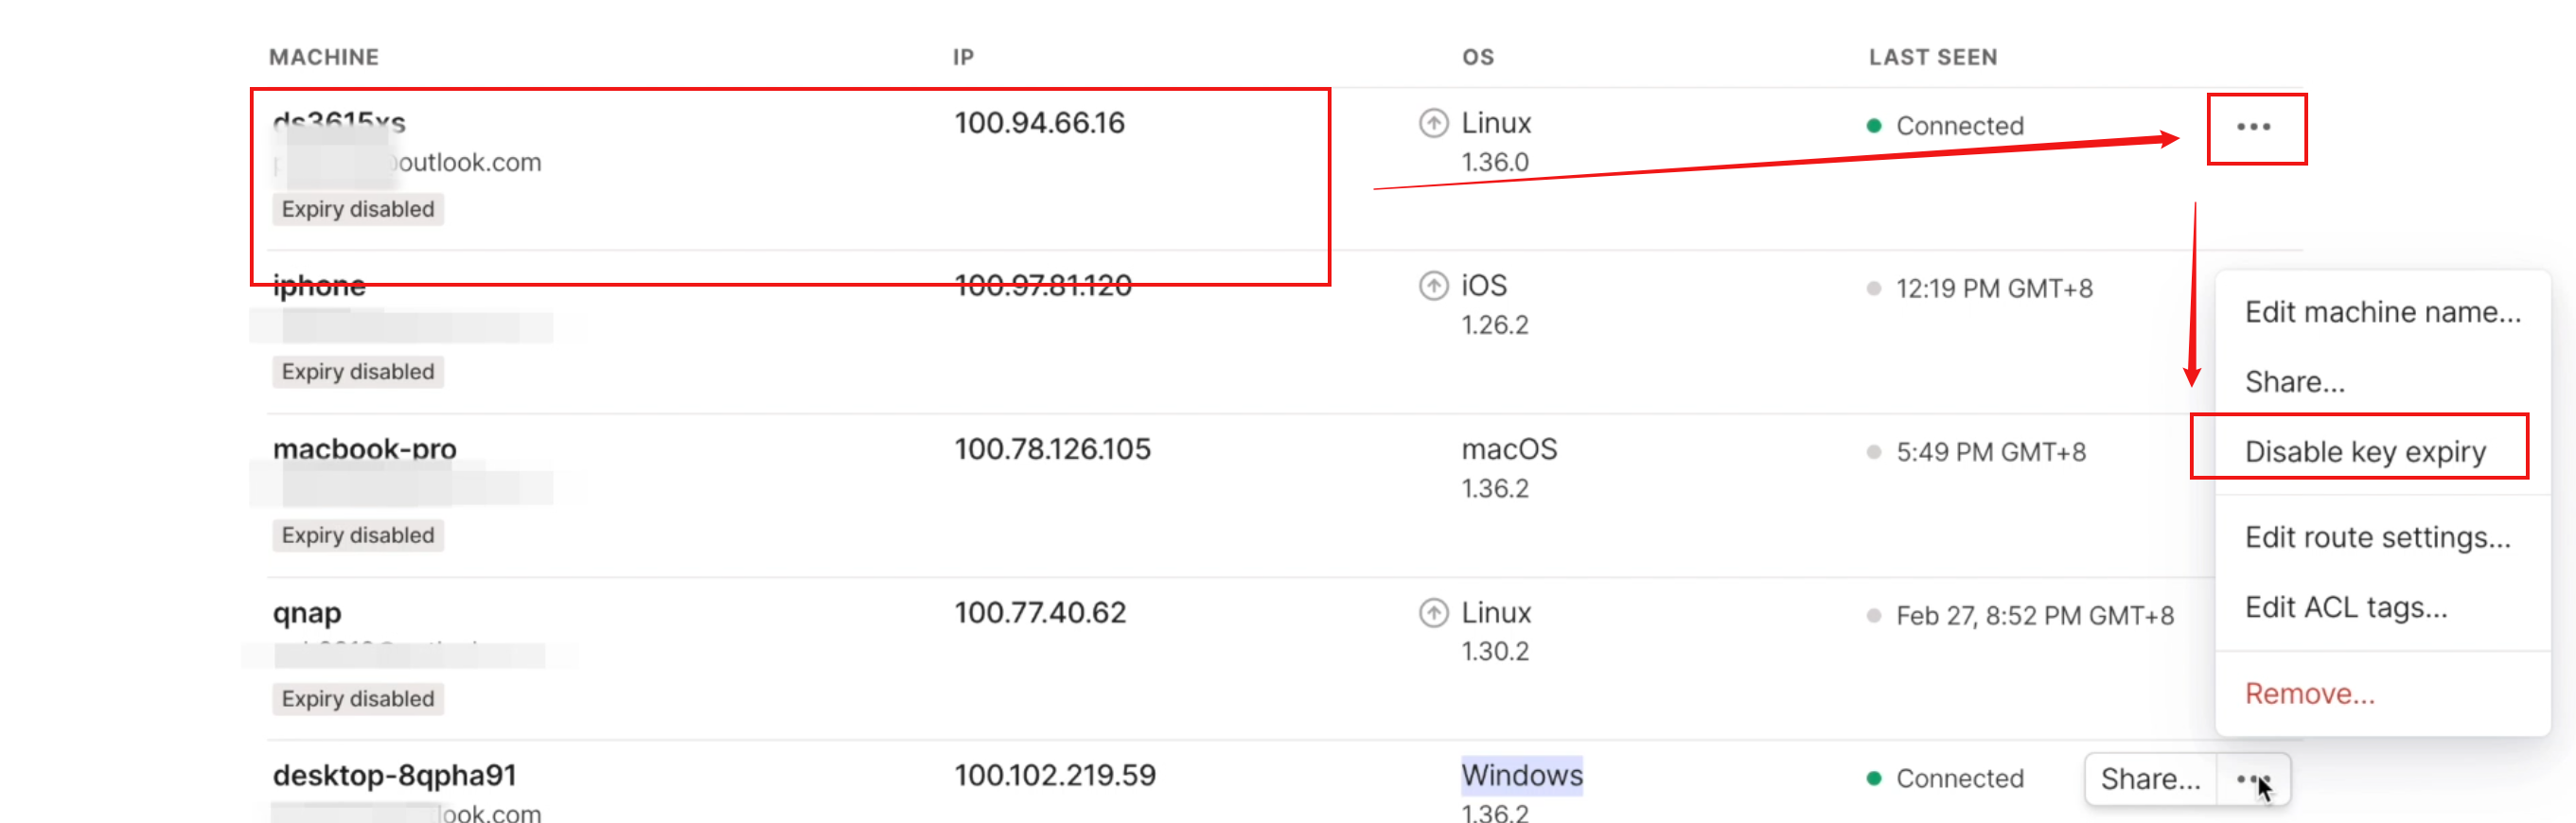 MACHINE IP OS LAST SEEN
ds3615xs 100.94.66.16 Linux Connected
outlook.com 1.36.0
Expiry disabled
iphone 100.97.81.120 iOS 12:19 PM GMT+8
1.26.2
Expiry disabled
macbook-pro 100.78.126.105 macOS 5:49 PM GMT+8
1.36.2
Expiry disabled
qnap 100.77.40.62 Linux Feb 27, 8:52 PM GMT+8
1.30.2
Expiry disabled
desktop-8qpha91 100.102.219.59 Windows Connected Share...
look.com 1.36.2
Edit machine name...
Share...
Disable key expiry
Edit route settings...
Edit ACL tags...
Remove...